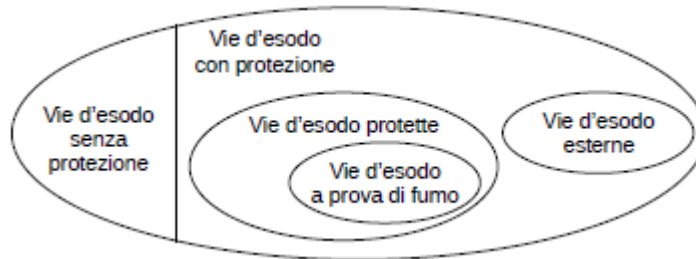 Vie d'esodo
con protezione
Vie d'esodo
senza
protezione
Vie d'esodo protette
Vie d'esodo
a prova di fumo
Vie d'esodo
esterne